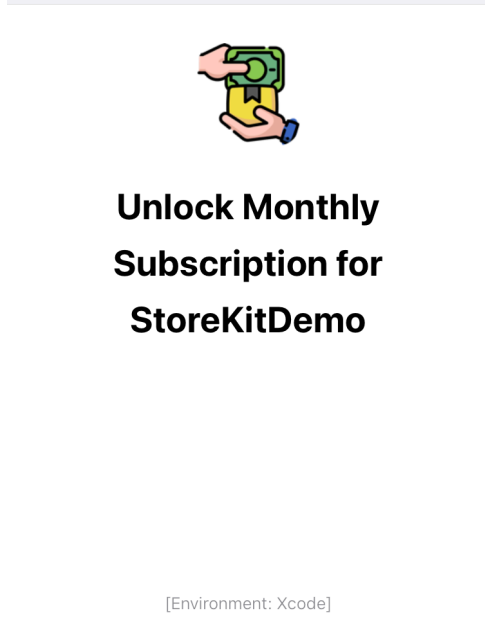 Unlock Monthly
Subscription for
StoreKitDemo
[Environment: Xcode]